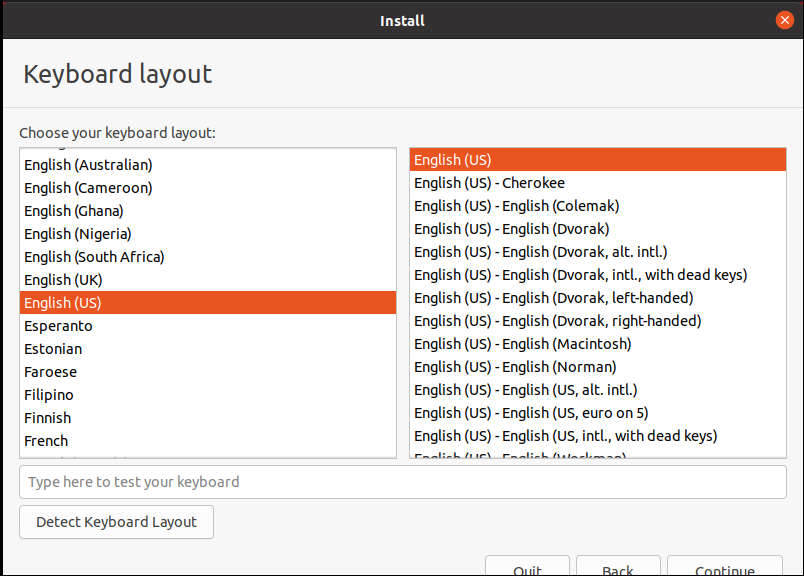 Install
Keyboard layout
Choose your keyboard layout:
English (Australian)
English (Cameroon)
English (Ghana)
English (Nigeria)
English (South Africa)
English (UK)
English (US)
Esperanto
Estonian
Faroese
Filipino
Finnish
French
English (US)
English (US) - Cherokee
English (US) - English (Colemak)
English (US) - English (Dvorak)
English (US) - English (Dvorak, alt. intl.)
English (US) - English (Dvorak, intl., with dead keys)
English (US) - English (Dvorak, left-handed)
English (US) - English (Dvorak, right-handed)
English (US) - English (Macintosh)
English (US) - English (Norman)
English (US) - English (US, alt. intl.)
English (US) - English (US, euro on 5)
English (US) - English (US, intl., with dead keys)
English (US) - English (Workman)
Type here to test your keyboard
Detect Keyboard Layout
Quit
Back
Continue